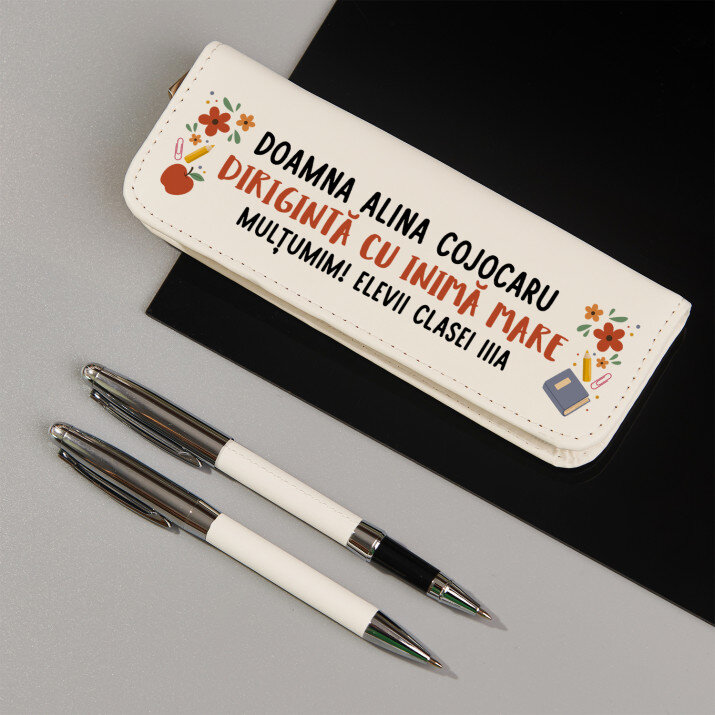 DOAMNA ALINA COJOCARU
DIRIGINTĂ CU INIMĂ MARE
MULȚUMIM! ELEVII CLASEI IIIA